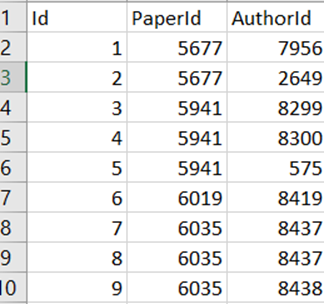 1 Id PaperId AuthorId
2 1 5677 7956
3 2 5677 2649
4 3 5941 8299
5 4 5941 8300
6 5 5941 575
7 6 6019 8419
8 7 6035 8437
9 8 6035 8437
10 9 6035 8438